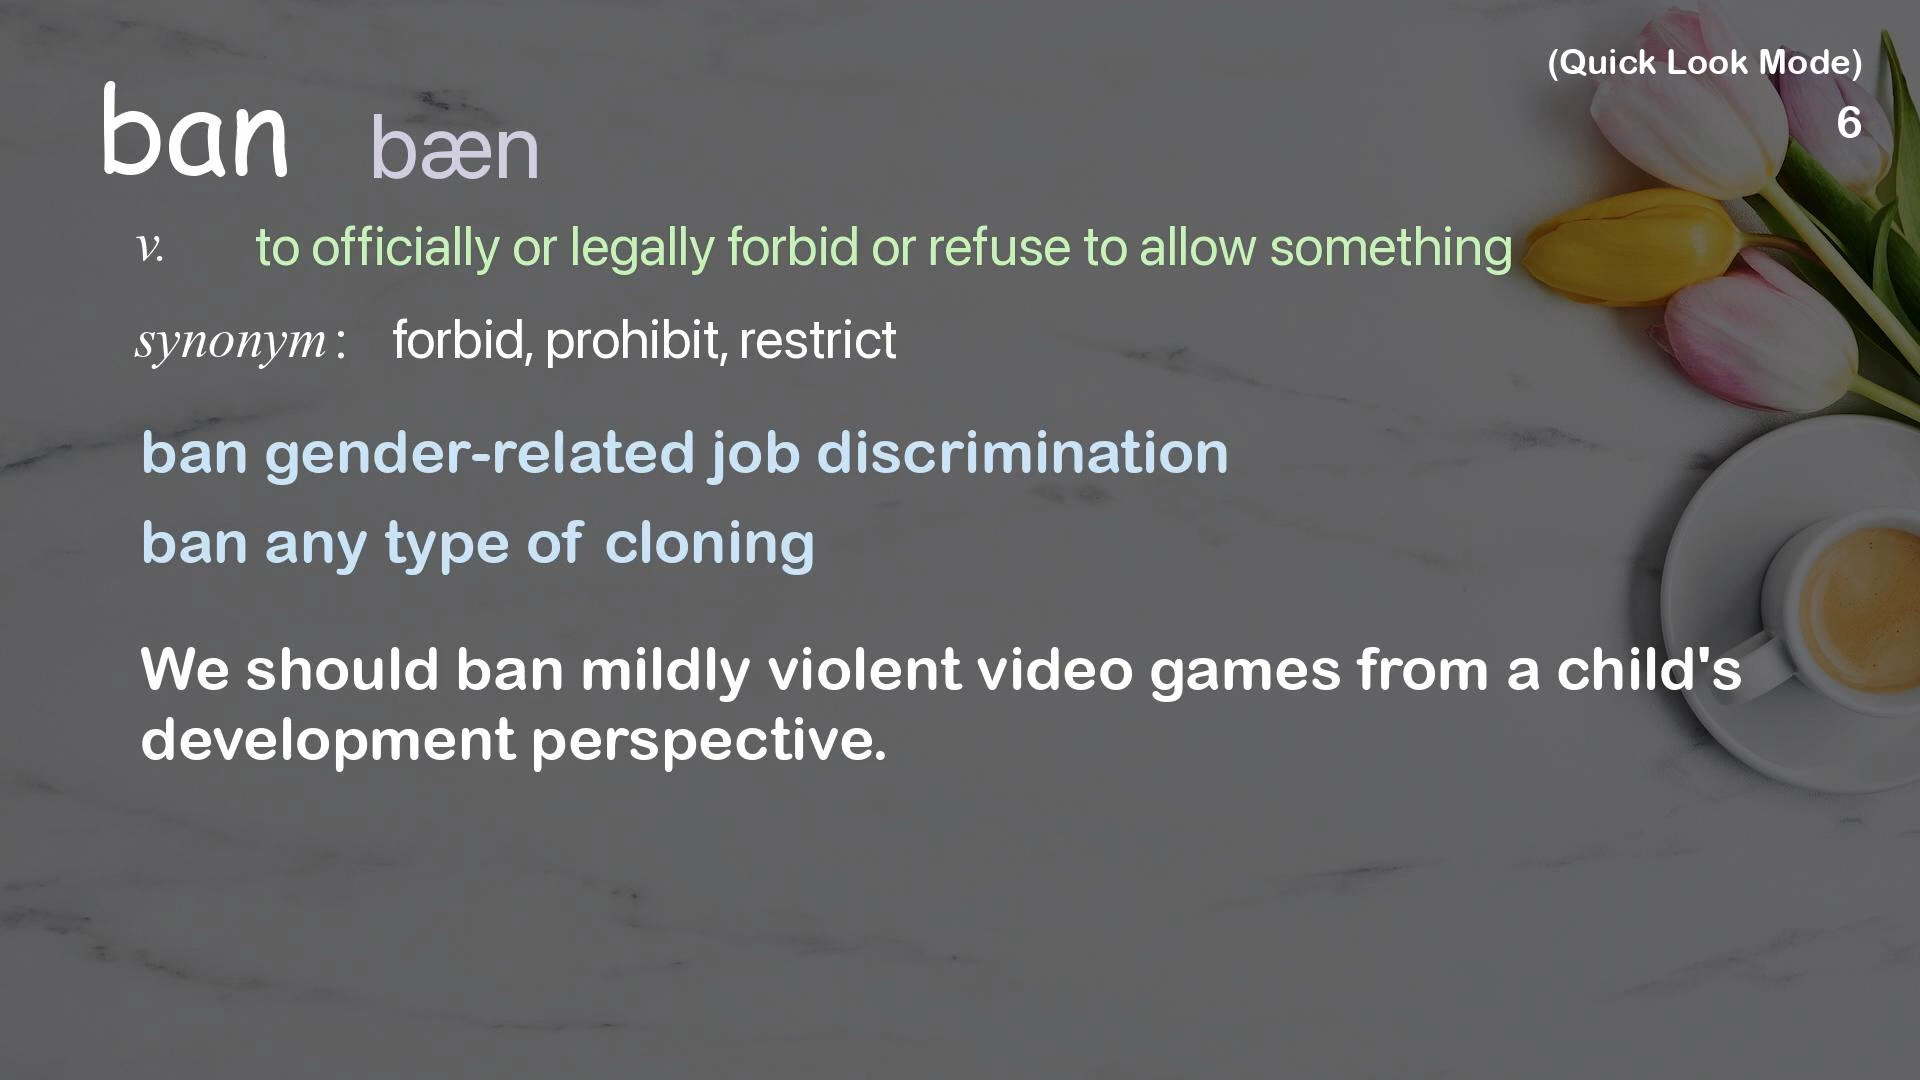 (Quick Look Mode)
6
ban bæn
v. to officially or legally forbid or refuse to allow something
synonym : forbid, prohibit, restrict
ban gender-related job discrimination
ban any type of cloning
We should ban mildly violent video games from a child's
development perspective.